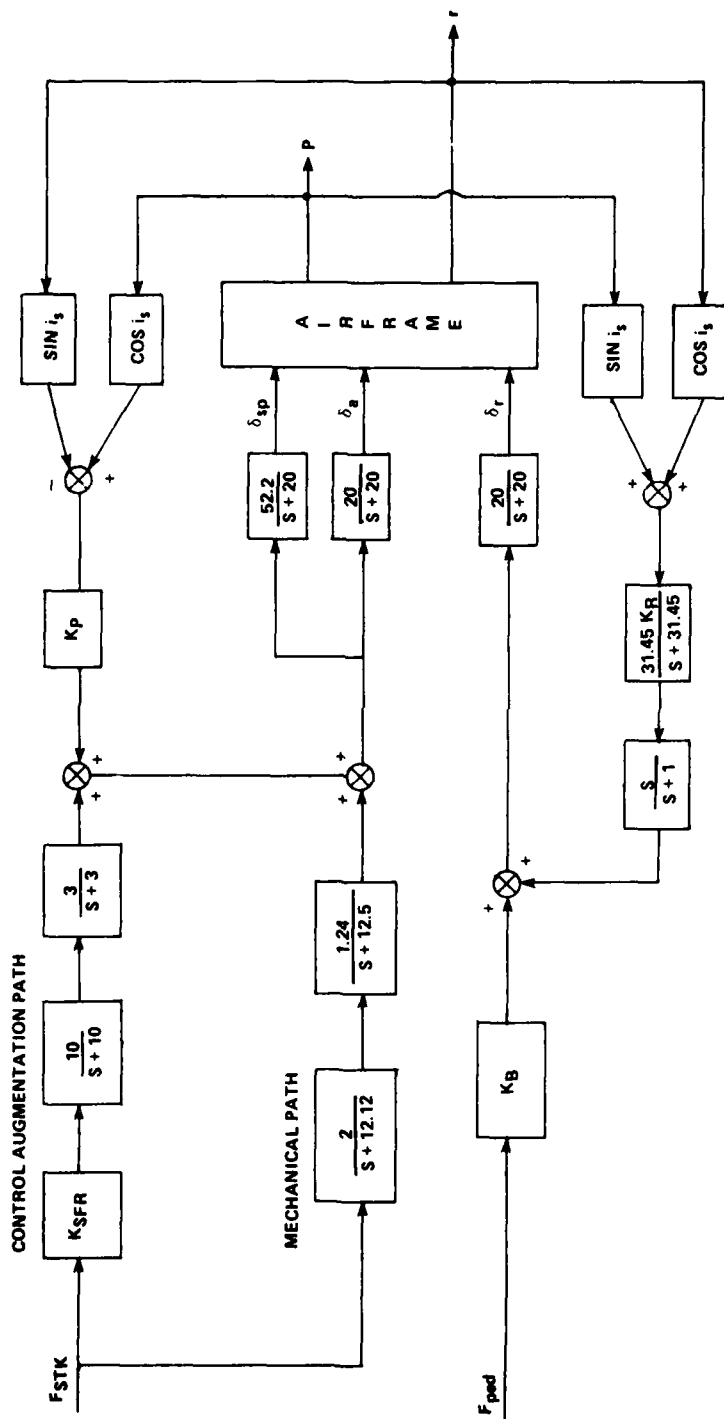 CONTROL AUGMENTATION PATH
F_STK
K_SFR
10
S + 10
3
S + 3
+
+
K_P
-
+
SIN i_s
COS i_s
MECHANICAL PATH
2
S + 12.12
1.24
S + 12.5
+
+
52.2
S + 20
δ_sp
20
S + 20
δ_a
AIRFRAME
P
r
F_ped
K_B
+
+
20
S + 20
δ_r
S
S + 1
31.45 K_R
S + 31.45
+
+
SIN i_s
COS i_s